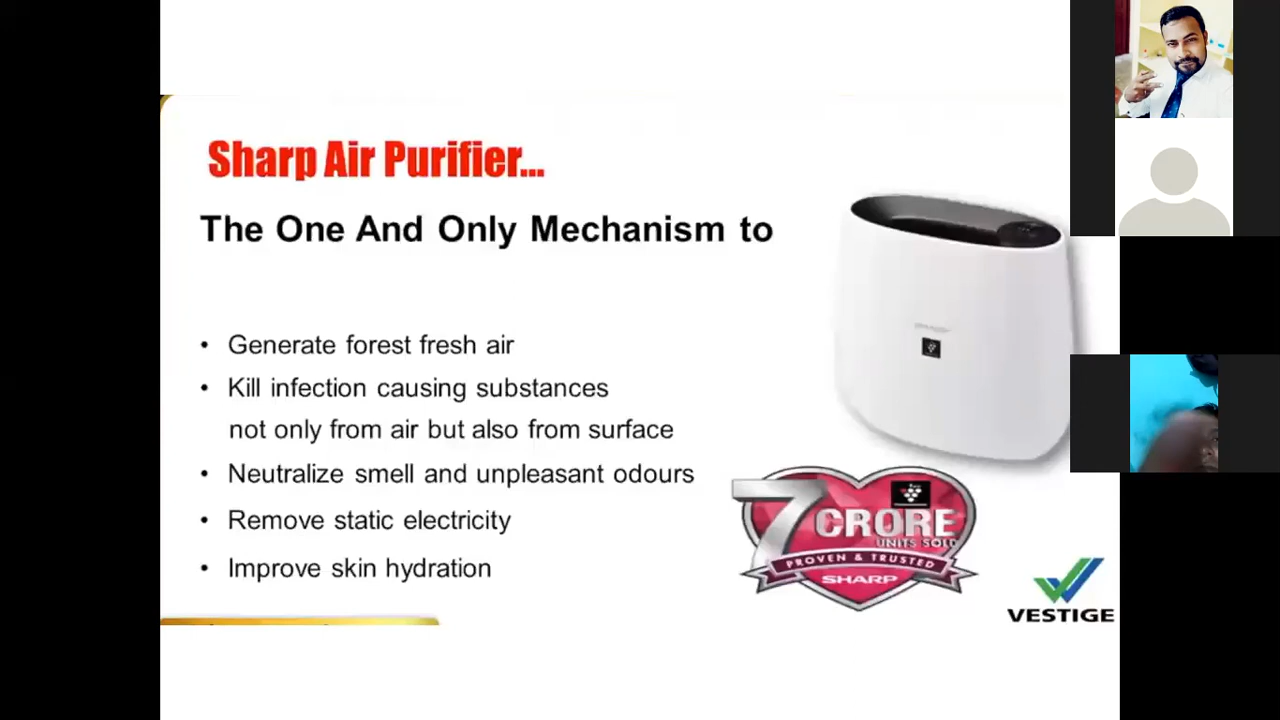 Sharp Air Purifier...
The One And Only Mechanism to
• Generate forest fresh air
• Kill infection causing substances
not only from air but also from surface
• Neutralize smell and unpleasant odours
• Remove static electricity
• Improve skin hydration
7 CRORE
UNITS SOLD
PROVEN & TRUSTED
SHARP
VESTIGE